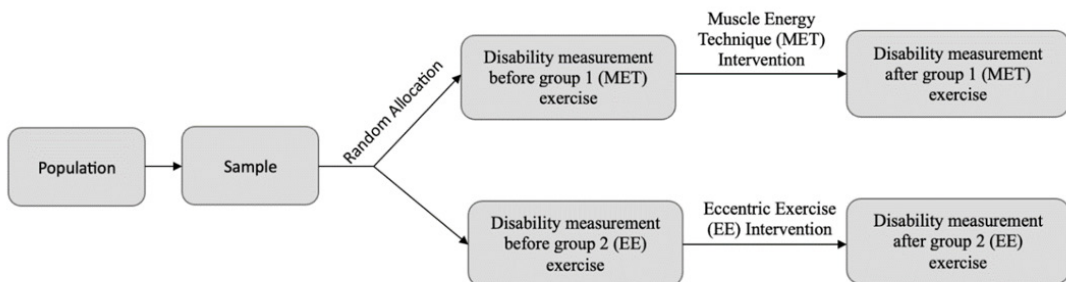 Population
Sample
Random Allocation
Disability measurement
before group 1 (MET)
exercise
Muscle Energy
Technique (MET)
Intervention
Disability measurement
after group 1 (MET)
exercise
Disability measurement
before group 2 (EE)
exercise
Eccentric Exercise
(EE) Intervention
Disability measurement
after group 2 (EE)
exercise